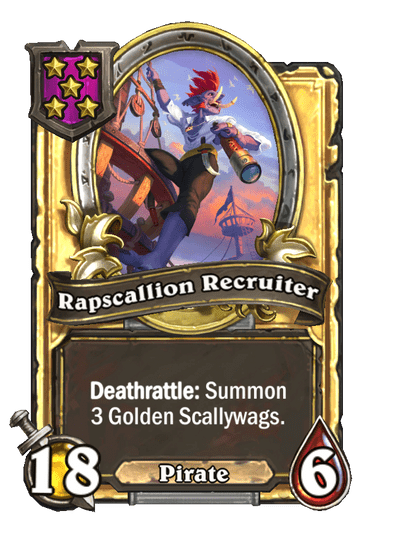 Rapscallion Recruiter
Deathrattle: Summon
3 Golden Scallywags.
18
Pirate
6